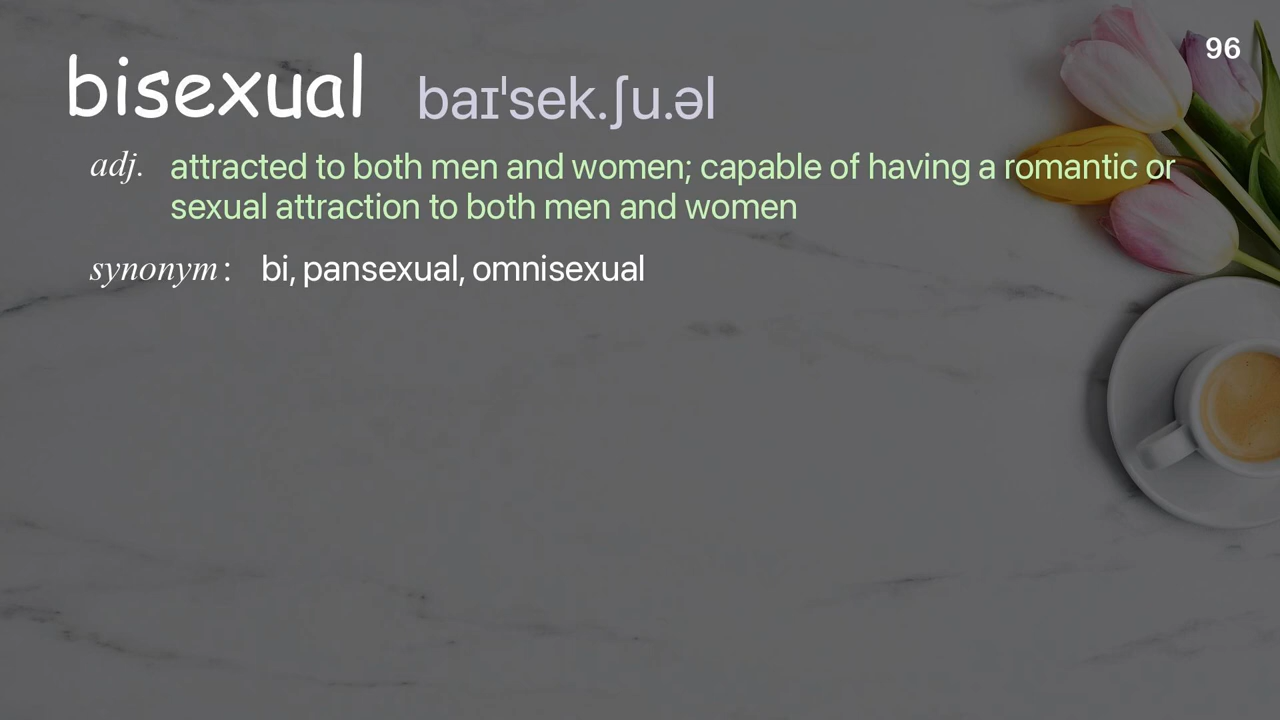 96
bisexual baɪˈsek.ʃu.əl
adj. attracted to both men and women; capable of having a romantic or
sexual attraction to both men and women
synonym: bi, pansexual, omnisexual